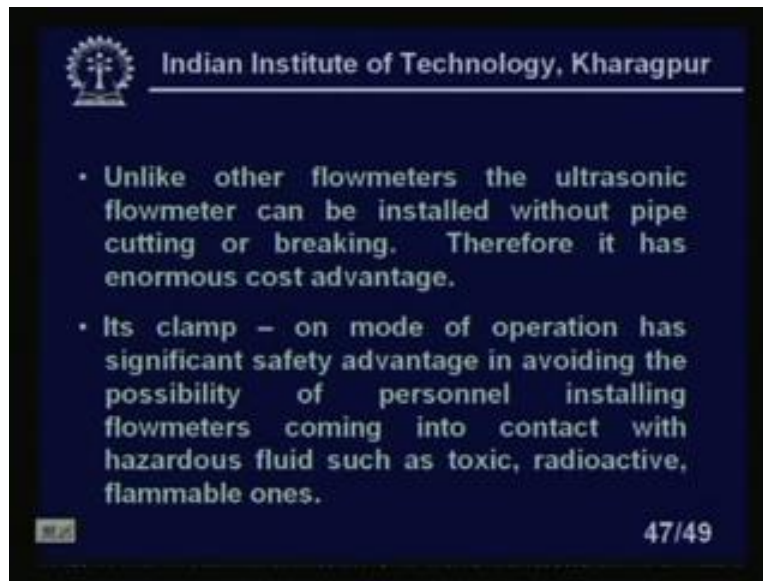 Indian Institute of Technology, Kharagpur
• Unlike other flowmeters the ultrasonic
flowmeter can be installed without pipe
cutting or breaking. Therefore it has
enormous cost advantage.
• Its clamp – on mode of operation has
significant safety advantage in avoiding the
possibility of personnel installing
flowmeters coming into contact with
hazardous fluid such as toxic, radioactive,
flammable ones.
47/49